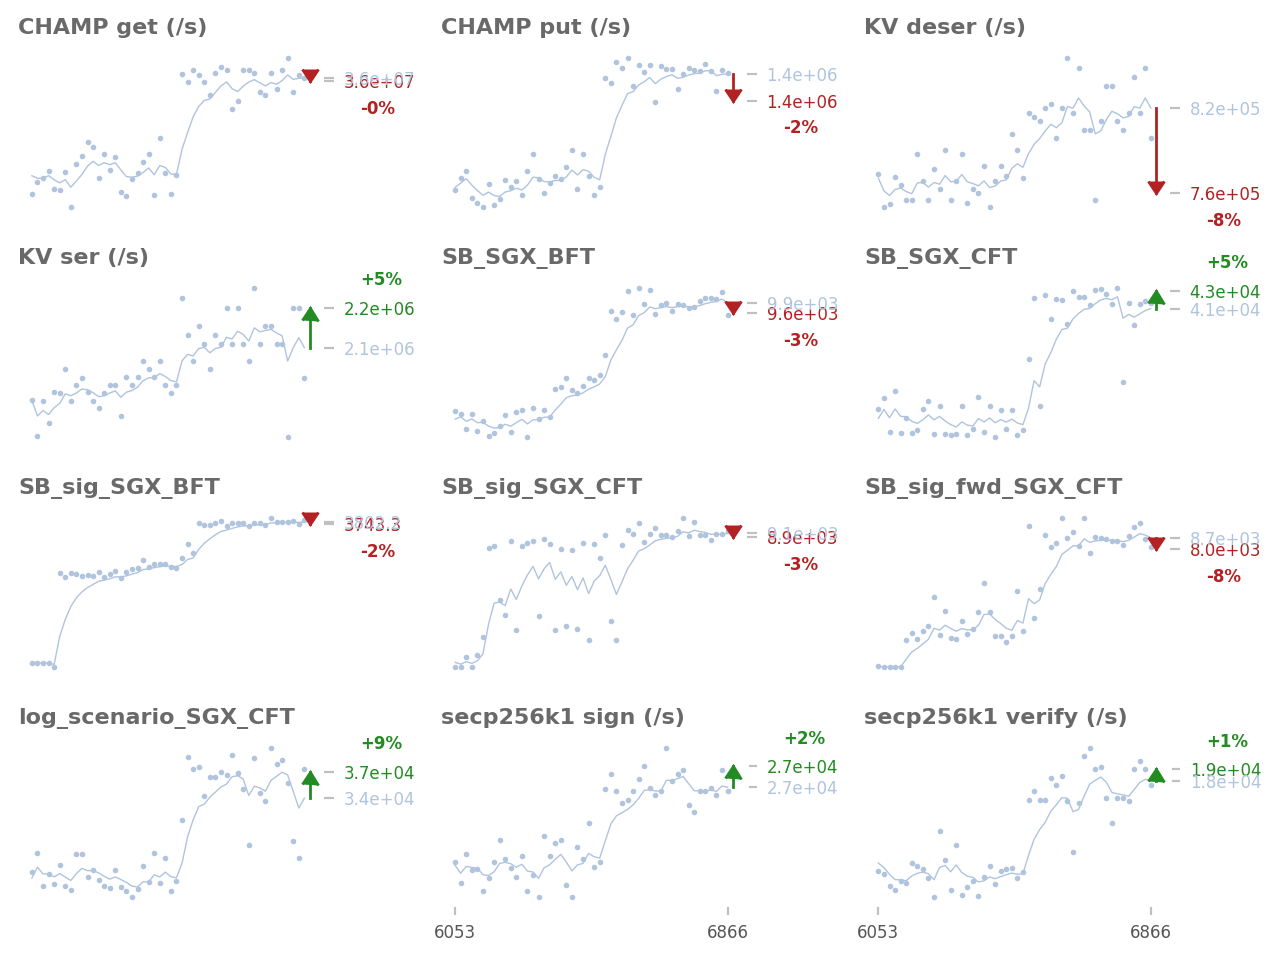 CHAMP get (/s)
3.6e+07
-0%
CHAMP put (/s)
1.4e+06
1.4e+06
-2%
KV deser (/s)
8.2e+05
7.6e+05
-8%
KV ser (/s)
+5%
2.2e+06
2.1e+06
SB_SGX_BFT
9.9e+03
9.6e+03
-3%
SB_SGX_CFT
+5%
4.3e+04
4.1e+04
SB_sig_SGX_BFT
3743.3
-2%
SB_sig_SGX_CFT
9.1e+03
8.9e+03
-3%
SB_sig_fwd_SGX_CFT
8.7e+03
8.0e+03
-8%
log_scenario_SGX_CFT
+9%
3.7e+04
3.4e+04
secp256k1 sign (/s)
+2%
2.7e+04
2.7e+04
secp256k1 verify (/s)
+1%
1.9e+04
1.8e+04
6053
6866
6053
6866